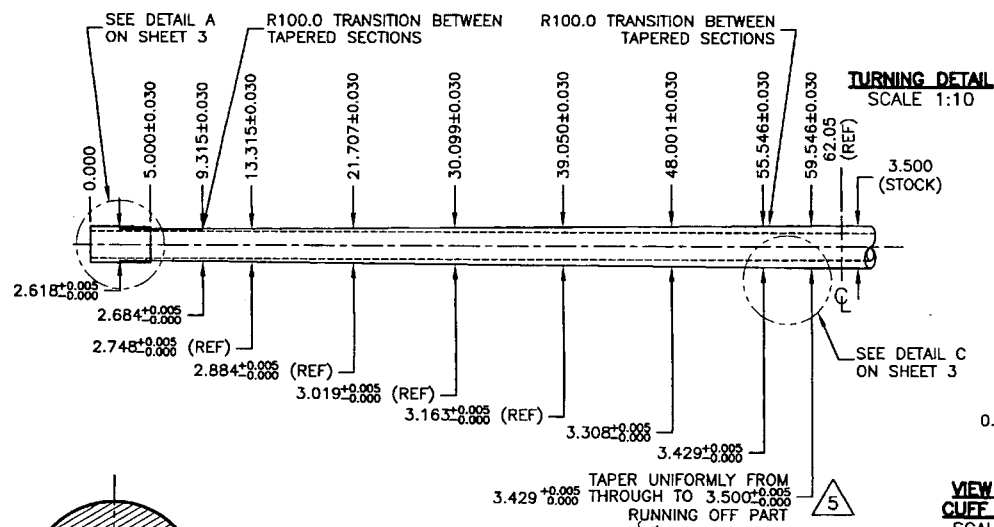 SEE DETAIL A
ON SHEET 3
R100.0 TRANSITION BETWEEN
TAPERED SECTIONS
R100.0 TRANSITION BETWEEN
TAPERED SECTIONS
TURNING DETAIL
SCALE 1:10
0.000
5.000±0.030
9.315±0.030
13.315±0.030
21.707±0.030
30.099±0.030
39.050±0.030
48.001±0.030
55.546±0.030
59.546±0.030
62.05
(REF)
3.500
(STOCK)
2.618+0.005 -0.000
2.684+0.005 -0.000
2.748+0.005 -0.000 (REF)
2.884+0.005 -0.000 (REF)
3.019+0.005 -0.000 (REF)
3.163+0.005 -0.000 (REF)
3.308+0.005 -0.000
3.429+0.005 -0.000
℄
SEE DETAIL C
ON SHEET 3
TAPER UNIFORMLY FROM
3.429 +0.005 0.000 THROUGH TO 3.500+0.005 -0.000
RUNNING OFF PART
5
0.
VIEW
CUFF